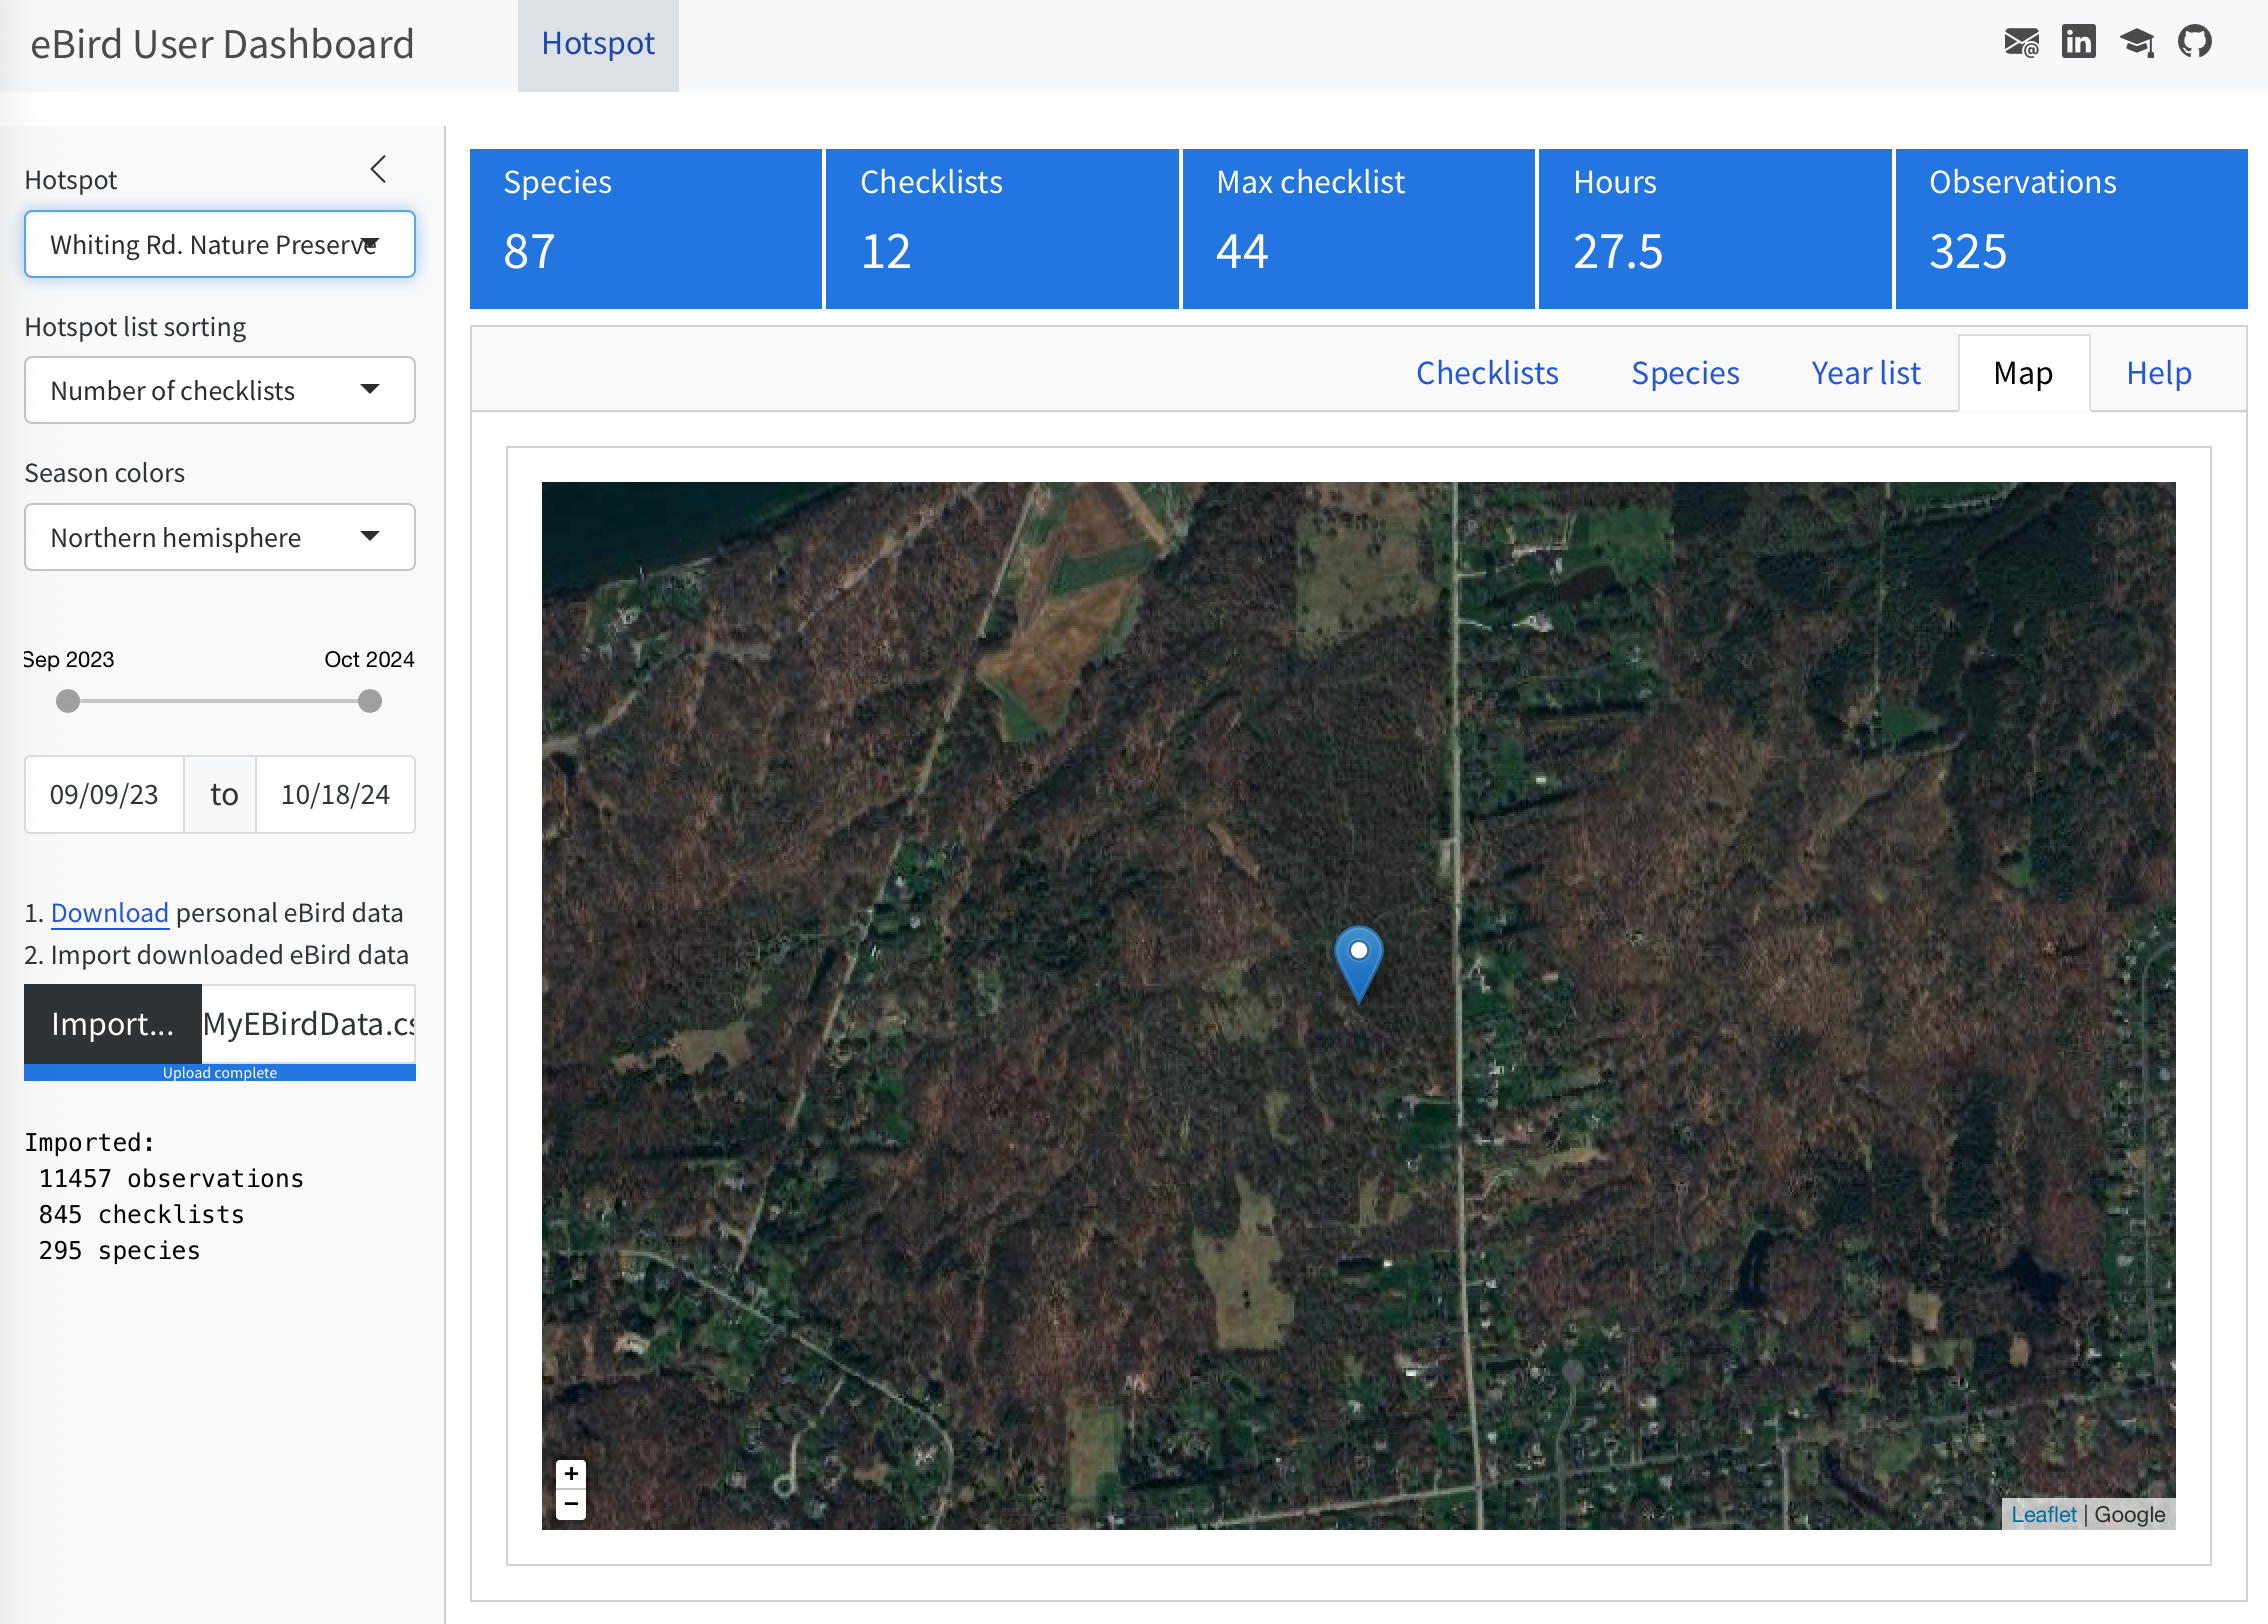 eBird User Dashboard
Hotspot
Hotspot
Whiting Rd. Nature Preserve
Hotspot list sorting
Number of checklists
Season colors
Northern hemisphere
Sep 2023
Oct 2024
09/09/23 to 10/18/24
1. Download personal eBird data
2. Import downloaded eBird data
Import... MyEBirdData.cs
Upload complete
Imported:
11457 observations
845 checklists
295 species
Species
87
Checklists
12
Max checklist
44
Hours
27.5
Observations
325
Checklists
Species
Year list
Map
Help
+
−
Leaflet | Google